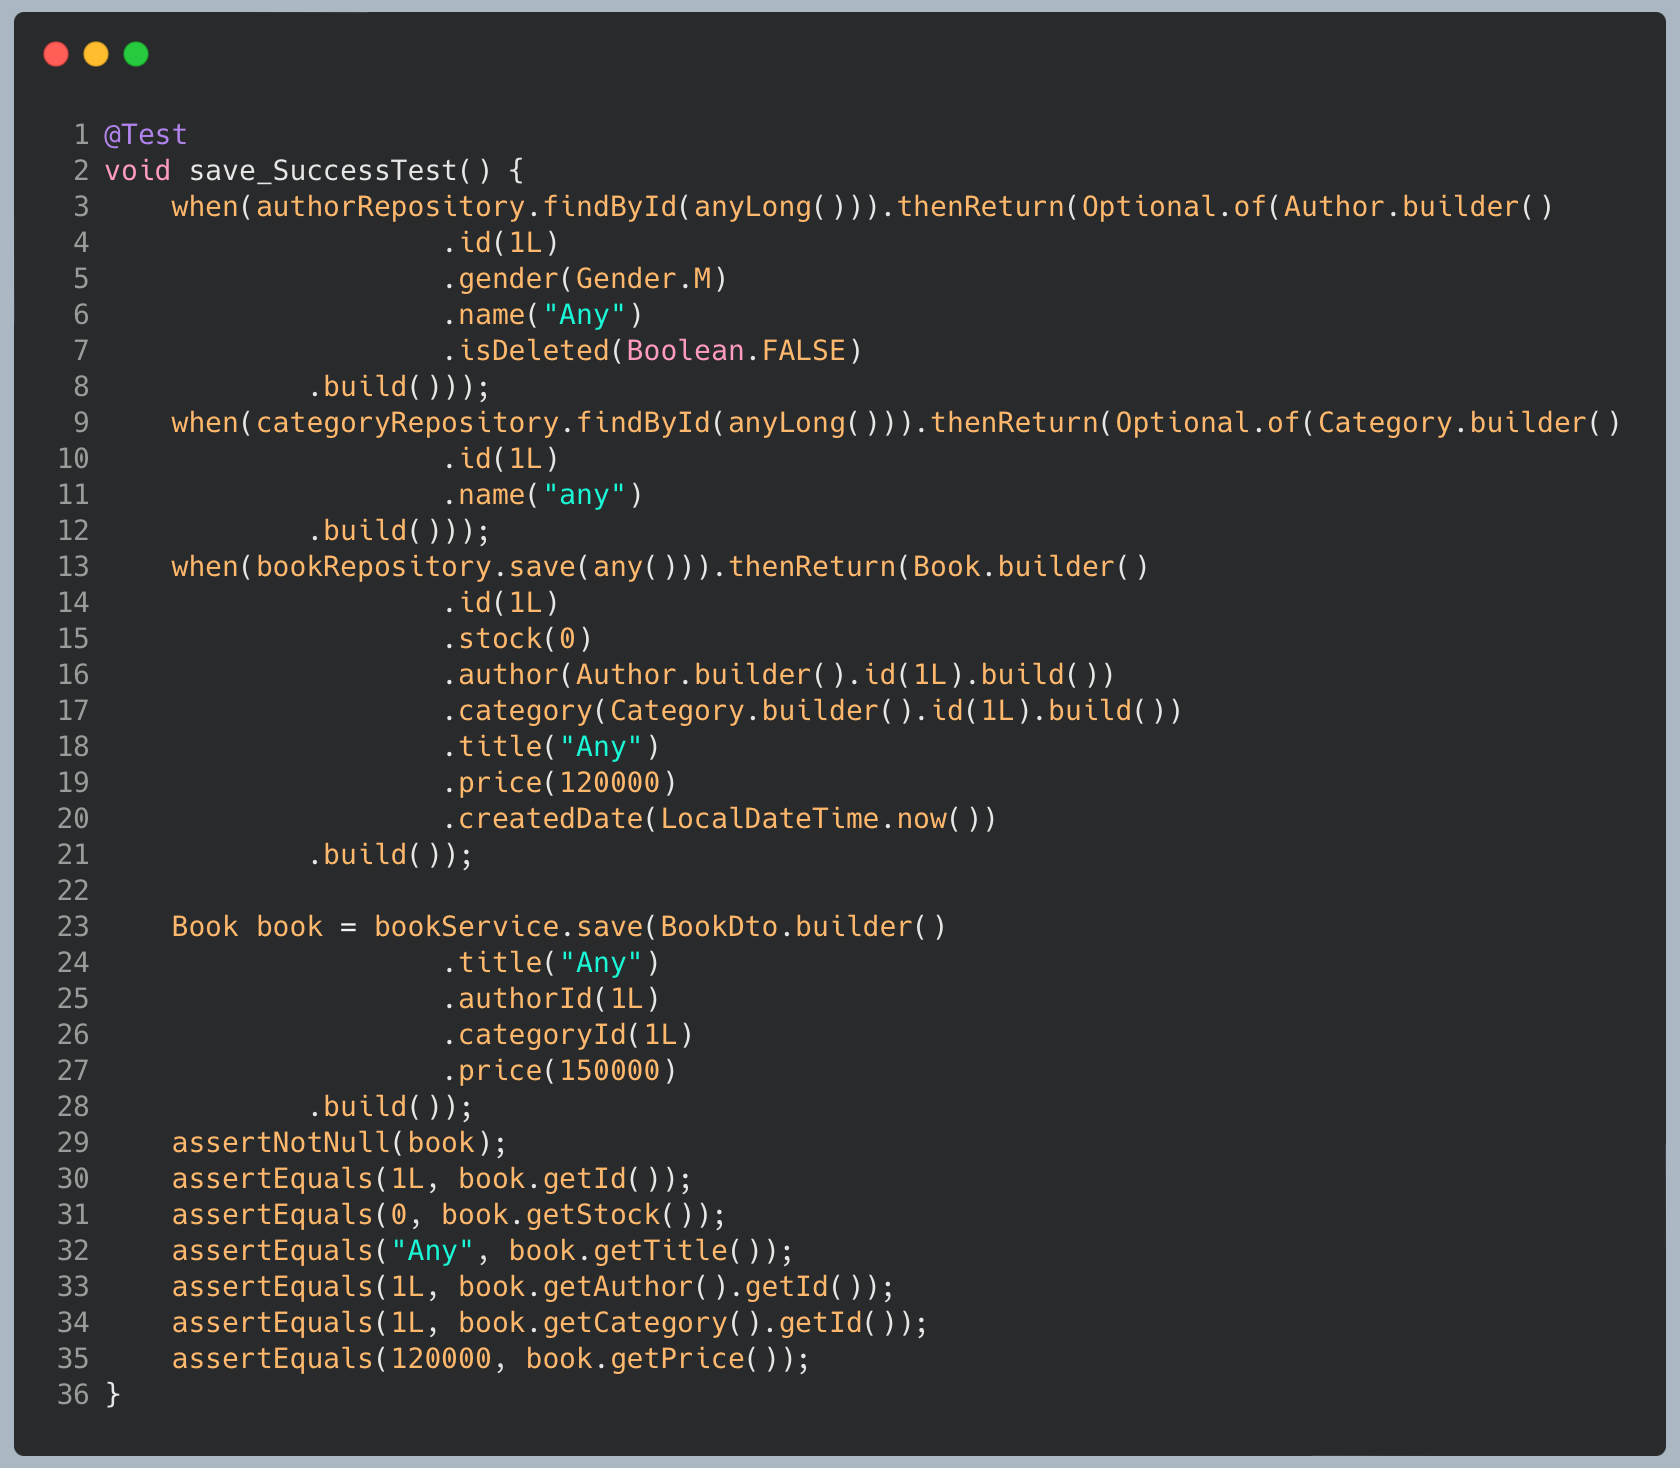 1 @Test
2 void save_SuccessTest() {
3     when(authorRepository.findById(anyLong())).thenReturn(Optional.of(Author.builder()
4                     .id(1L)
5                     .gender(Gender.M)
6                     .name("Any")
7                     .isDeleted(Boolean.FALSE)
8             .build()));
9     when(categoryRepository.findById(anyLong())).thenReturn(Optional.of(Category.builder()
10                     .id(1L)
11                     .name("any")
12             .build()));
13     when(bookRepository.save(any())).thenReturn(Book.builder()
14                     .id(1L)
15                     .stock(0)
16                     .author(Author.builder().id(1L).build())
17                     .category(Category.builder().id(1L).build())
18                     .title("Any")
19                     .price(120000)
20                     .createdDate(LocalDateTime.now())
21             .build());
22
23     Book book = bookService.save(BookDto.builder()
24                     .title("Any")
25                     .authorId(1L)
26                     .categoryId(1L)
27                     .price(150000)
28             .build());
29     assertNotNull(book);
30     assertEquals(1L, book.getId());
31     assertEquals(0, book.getStock());
32     assertEquals("Any", book.getTitle());
33     assertEquals(1L, book.getAuthor().getId());
34     assertEquals(1L, book.getCategory().getId());
35     assertEquals(120000, book.getPrice());
36 }